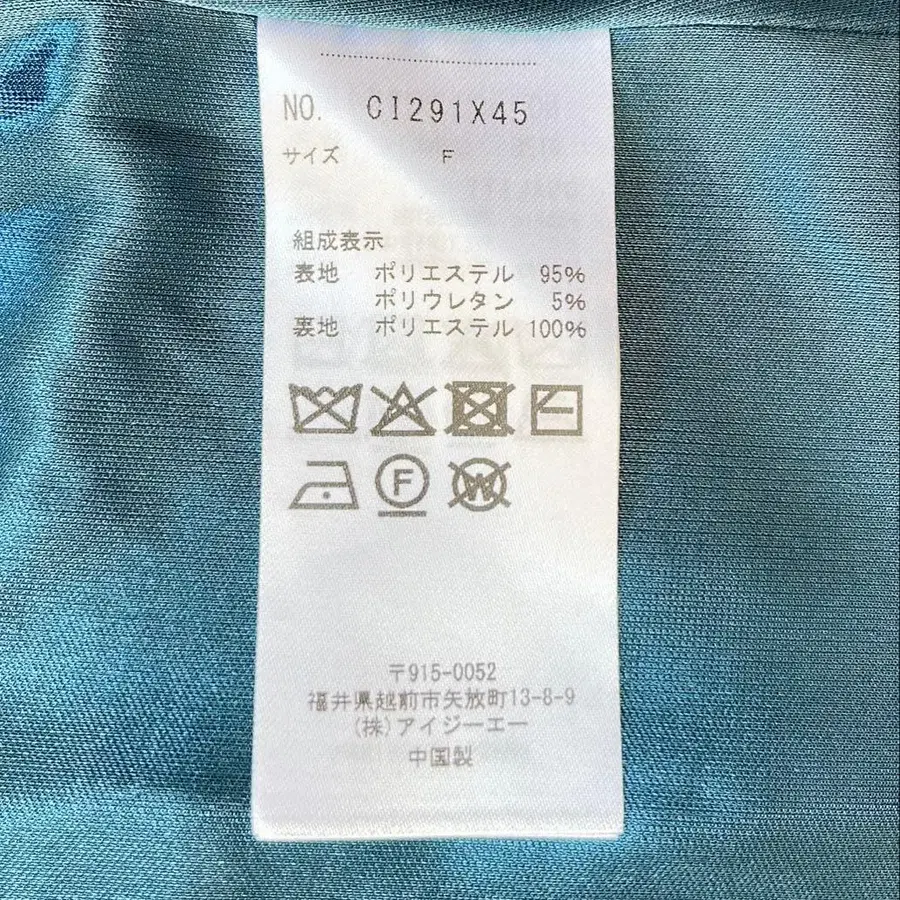 NO. CI291X45
サイズ F
組成表示
表地 ポリエステル 95%
ポリウレタン 5%
裏地 ポリエステル 100%
F
W
〒915-0052
福井県越前市矢放町13-8-9
(株)アイジーエー
中国製